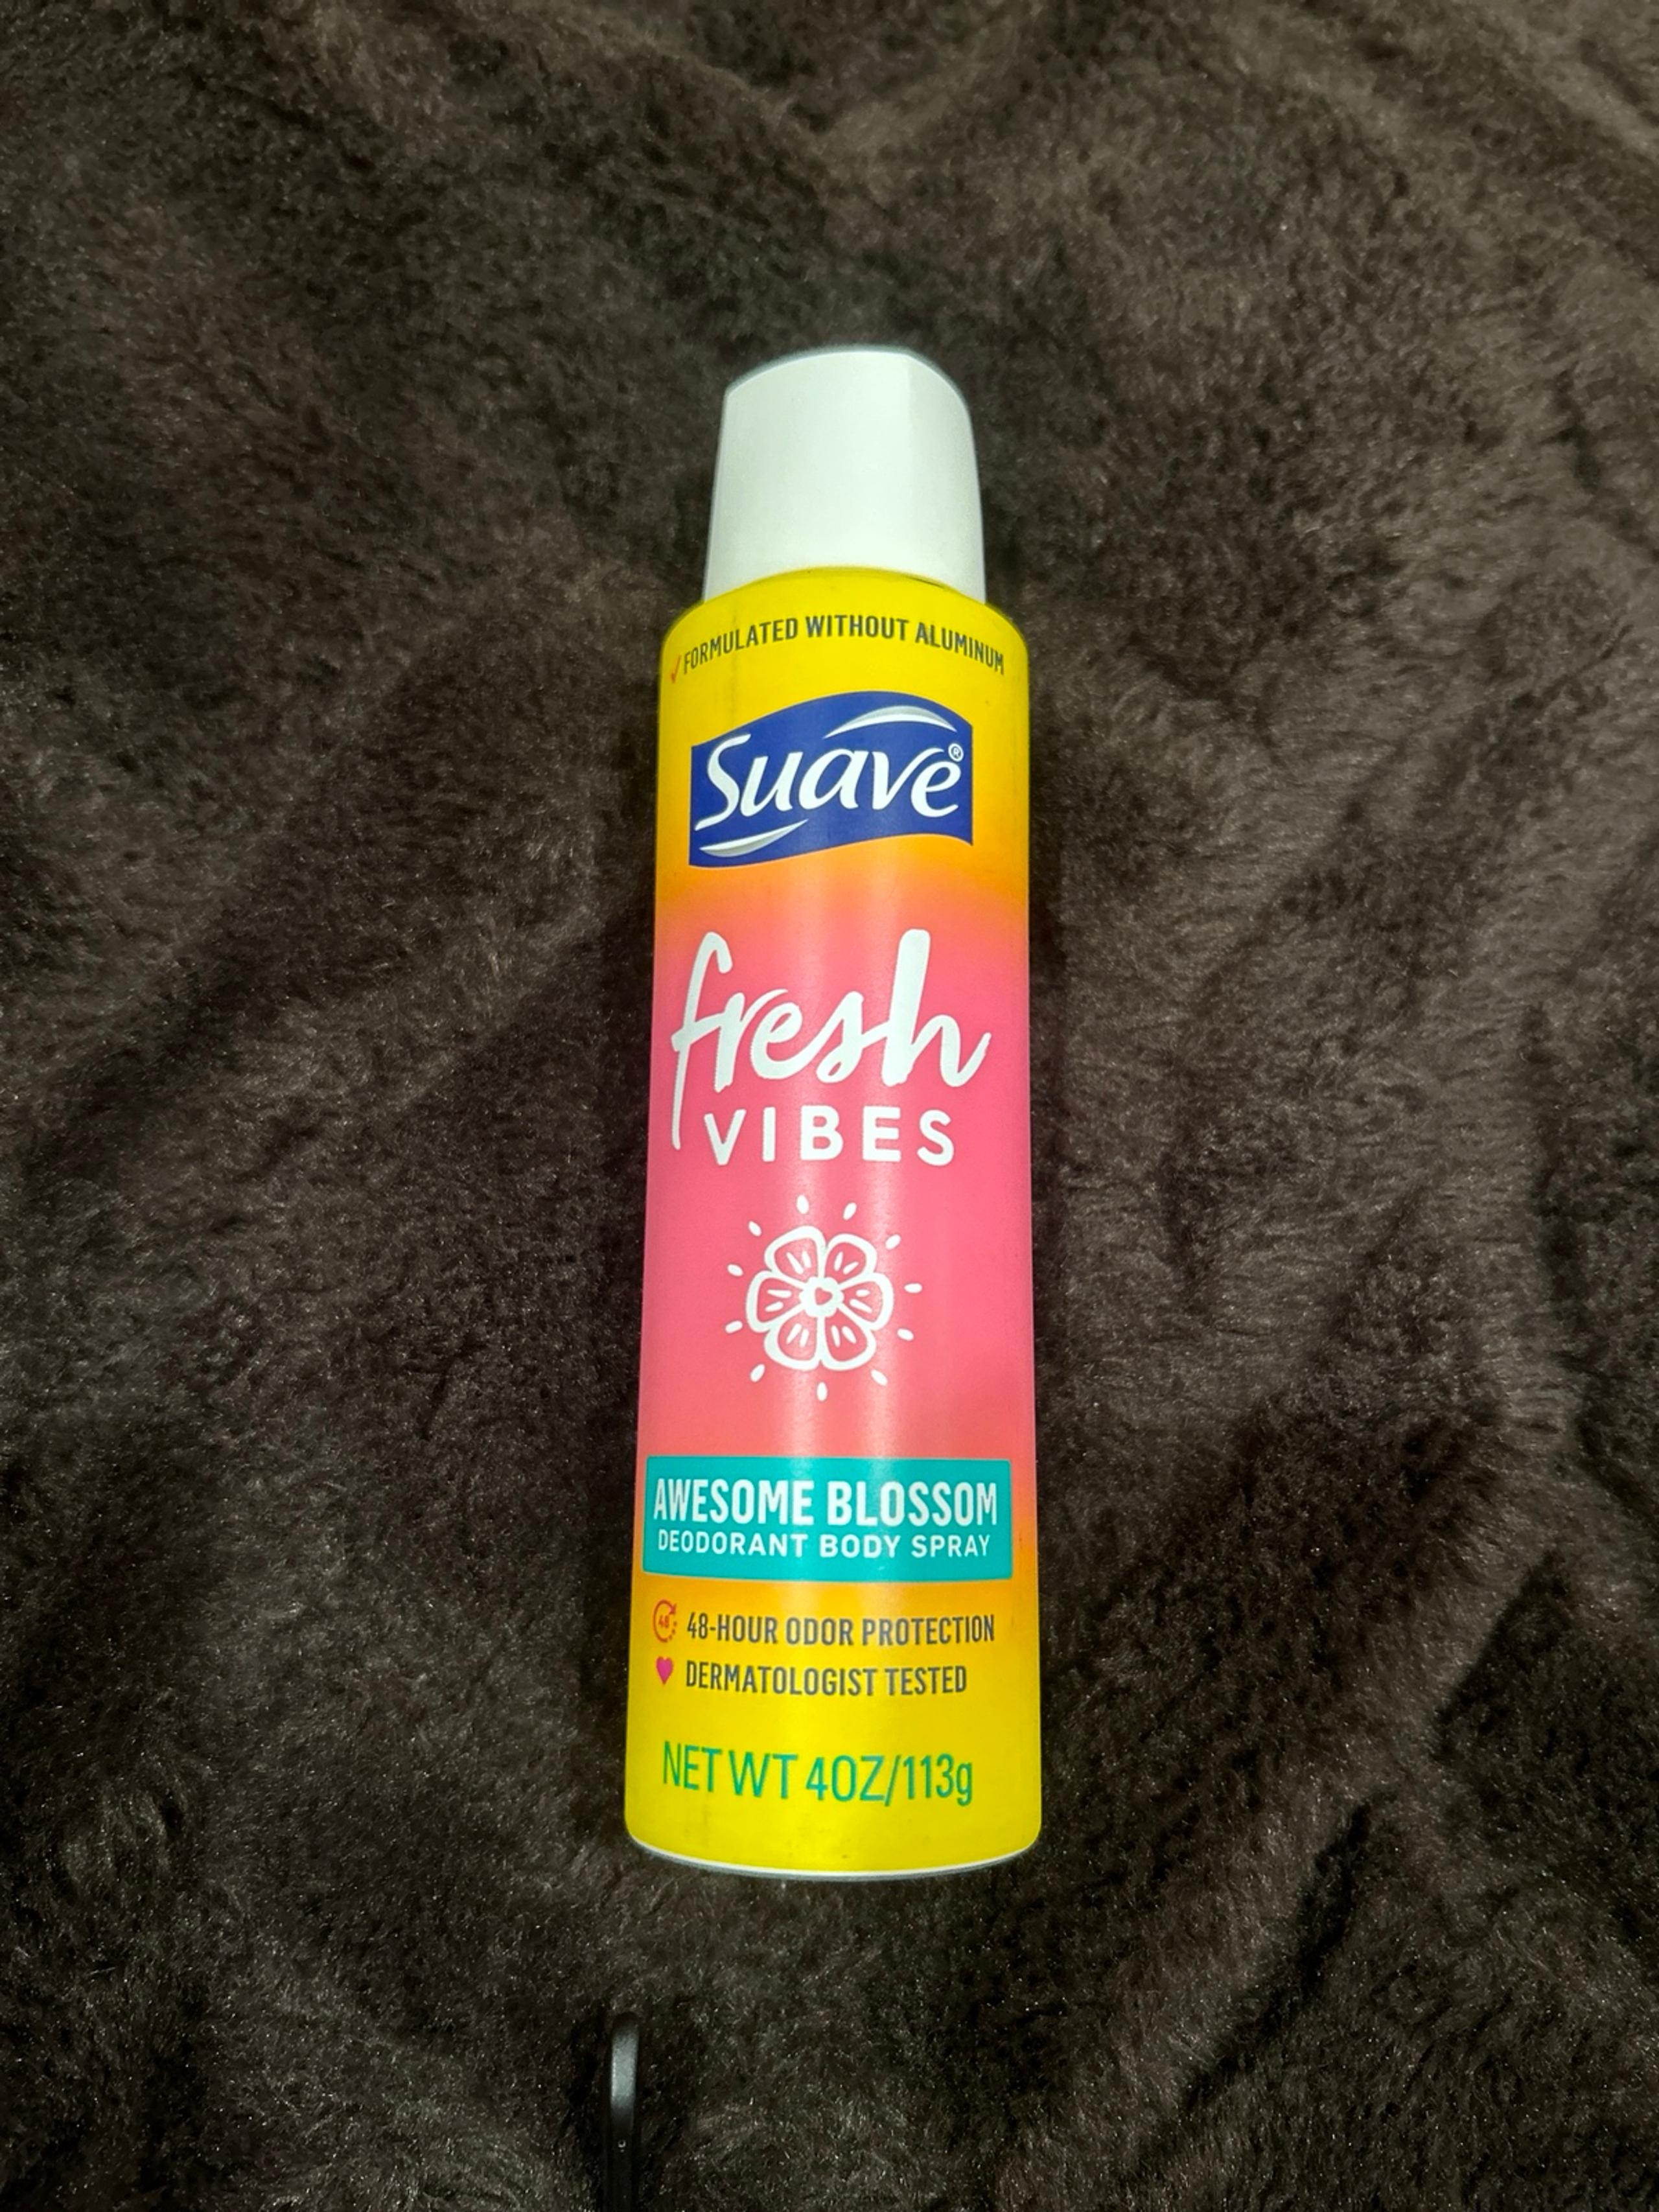 ✓FORMULATED WITHOUT ALUMINUM
Suave®
fresh
VIBES
AWESOME BLOSSOM
DEODORANT BODY SPRAY
48 48-HOUR ODOR PROTECTION
DERMATOLOGIST TESTED
NET WT 4OZ/113g